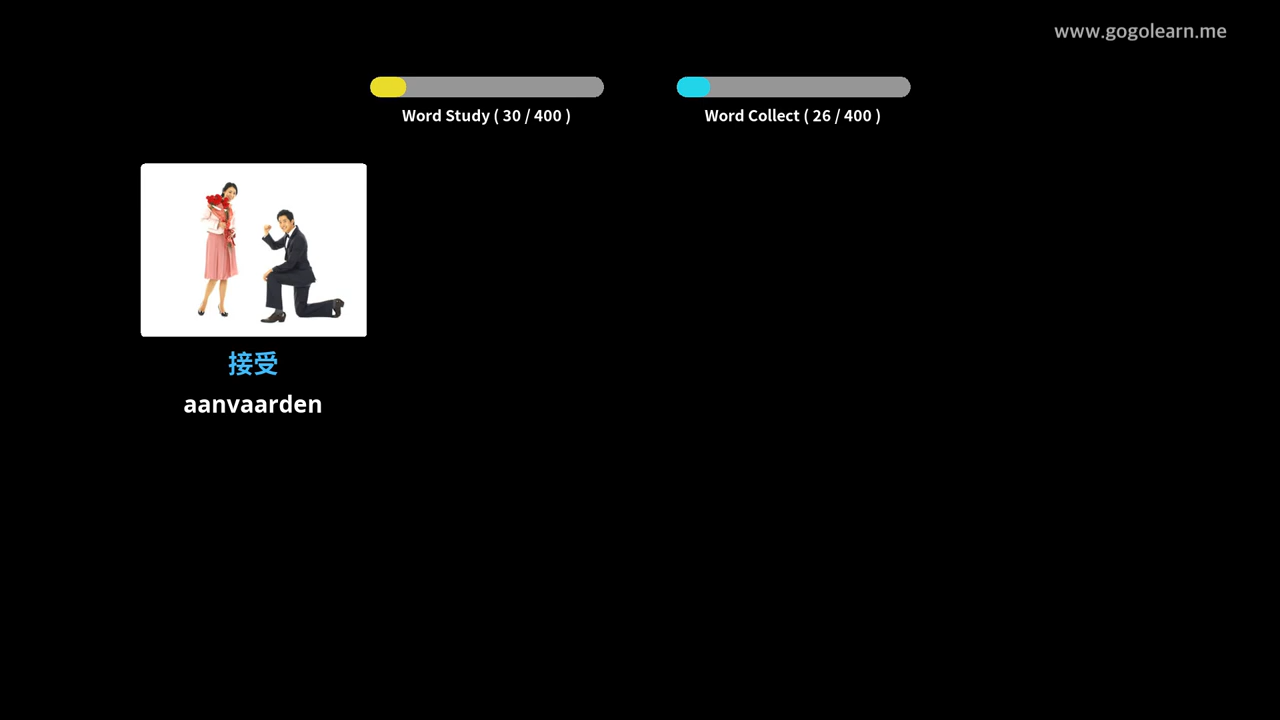 www.gogolearn.me
Word Study ( 30 / 400 )
Word Collect ( 26 / 400 )
接受
aanvaarden